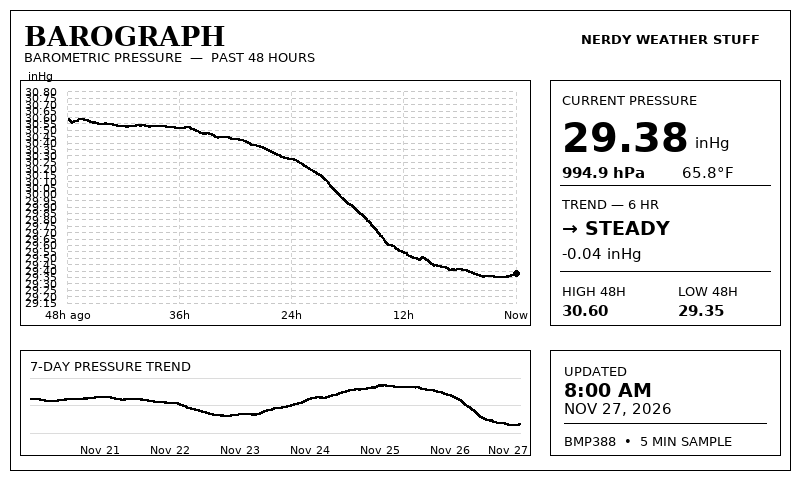 BAROGRAPH
BAROMETRIC PRESSURE — PAST 48 HOURS
NERDY WEATHER STUFF
inHg
30.80
30.75
30.70
30.65
30.60
30.55
30.50
30.45
30.40
30.35
30.30
30.25
30.20
30.15
30.10
30.05
30.00
29.95
29.90
29.85
29.80
29.75
29.70
29.65
29.60
29.55
29.50
29.45
29.40
29.35
29.30
29.25
29.20
29.15
48h ago 36h 24h 12h Now
CURRENT PRESSURE
29.38 inHg
994.9 hPa 65.8°F
TREND — 6 HR
→ STEADY
-0.04 inHg
HIGH 48H LOW 48H
30.60 29.35
7-DAY PRESSURE TREND
Nov 21 Nov 22 Nov 23 Nov 24 Nov 25 Nov 26 Nov 27
UPDATED
8:00 AM
NOV 27, 2026
BMP388 • 5 MIN SAMPLE